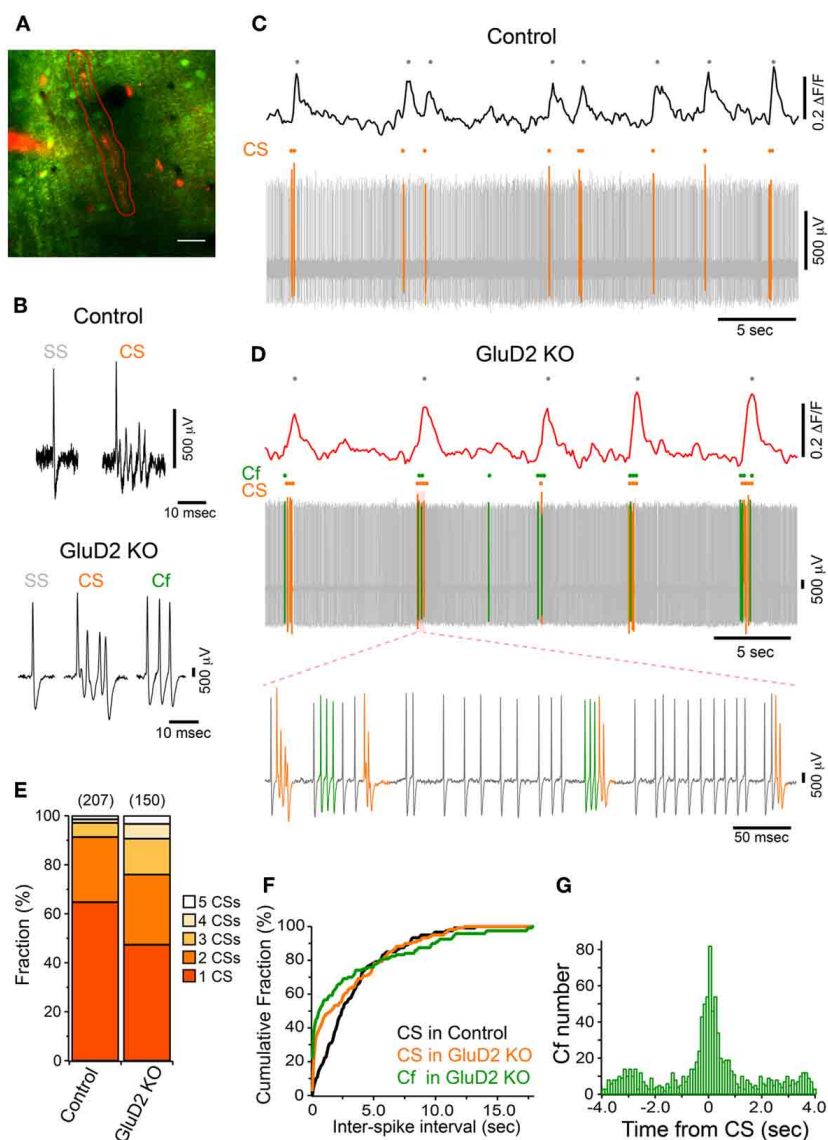 A
B
Control
SS
CS
500 µV
10 msec
GluD2 KO
SS
CS
Cf
500 µV
10 msec
C
Control
0.2 ΔF/F
CS
500 µV
5 sec
D
GluD2 KO
0.2 ΔF/F
Cf
CS
500 µV
5 sec
500 µV
50 msec
E
(207)
(150)
100
80
60
40
20
0
Fraction (%)
5 CSs
4 CSs
3 CSs
2 CSs
1 CS
Control
GluD2 KO
F
100
80
60
40
20
0
Cumulative Fraction (%)
CS in Control
CS in GluD2 KO
Cf in GluD2 KO
0
5.0
10.0
15.0
Inter-spike interval (sec)
G
80
60
40
20
0
Cf number
-4.0
-2.0
0
2.0
4.0
Time from CS (sec)